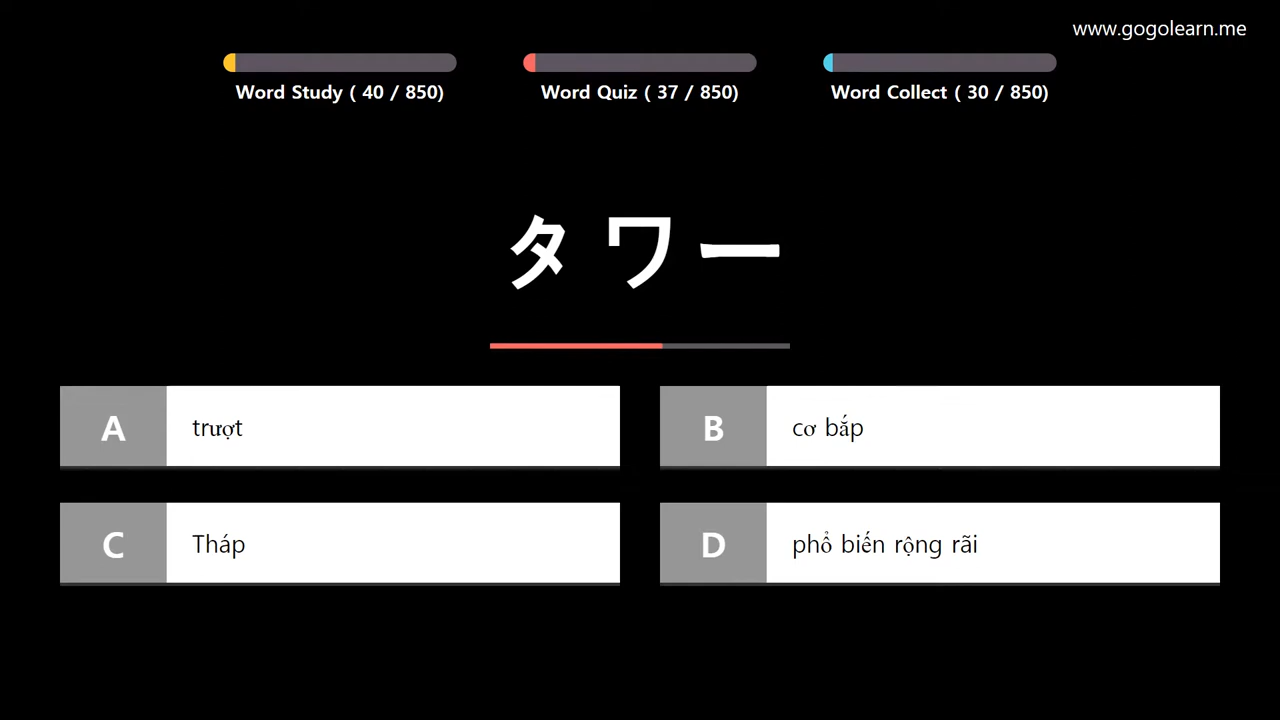 www.gogolearn.me
Word Study ( 40 / 850)
Word Quiz ( 37 / 850)
Word Collect ( 30 / 850)
タワー
A trượt
B cơ bắp
C Tháp
D phổ biến rộng rãi